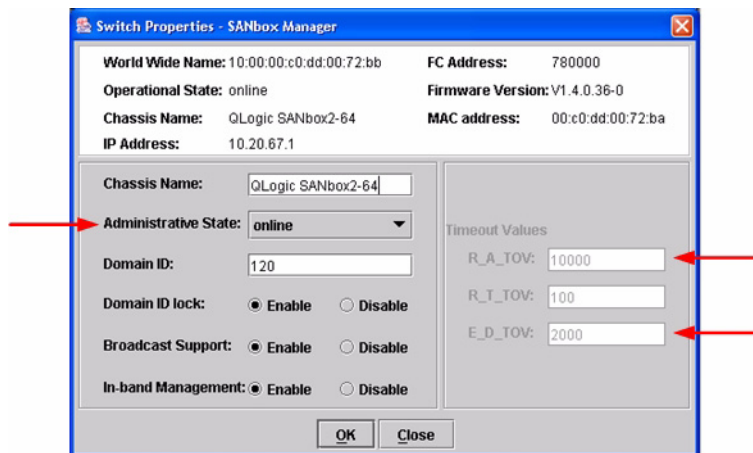 Switch Properties - SANbox Manager
World Wide Name: 10:00:00:c0:dd:00:72:bb FC Address: 780000
Operational State: online Firmware Version: V1.4.0.36-0
Chassis Name: QLogic SANbox2-64 MAC address: 00:c0:dd:00:72:ba
IP Address: 10.20.67.1
Chassis Name: QLogic SANbox2-64
Administrative State: online
Domain ID: 120
Domain ID lock: Enable Disable
Broadcast Support: Enable Disable
In-band Management: Enable Disable
Timeout Values
R_A_TOV: 10000
R_T_TOV: 100
E_D_TOV: 2000
OK Close